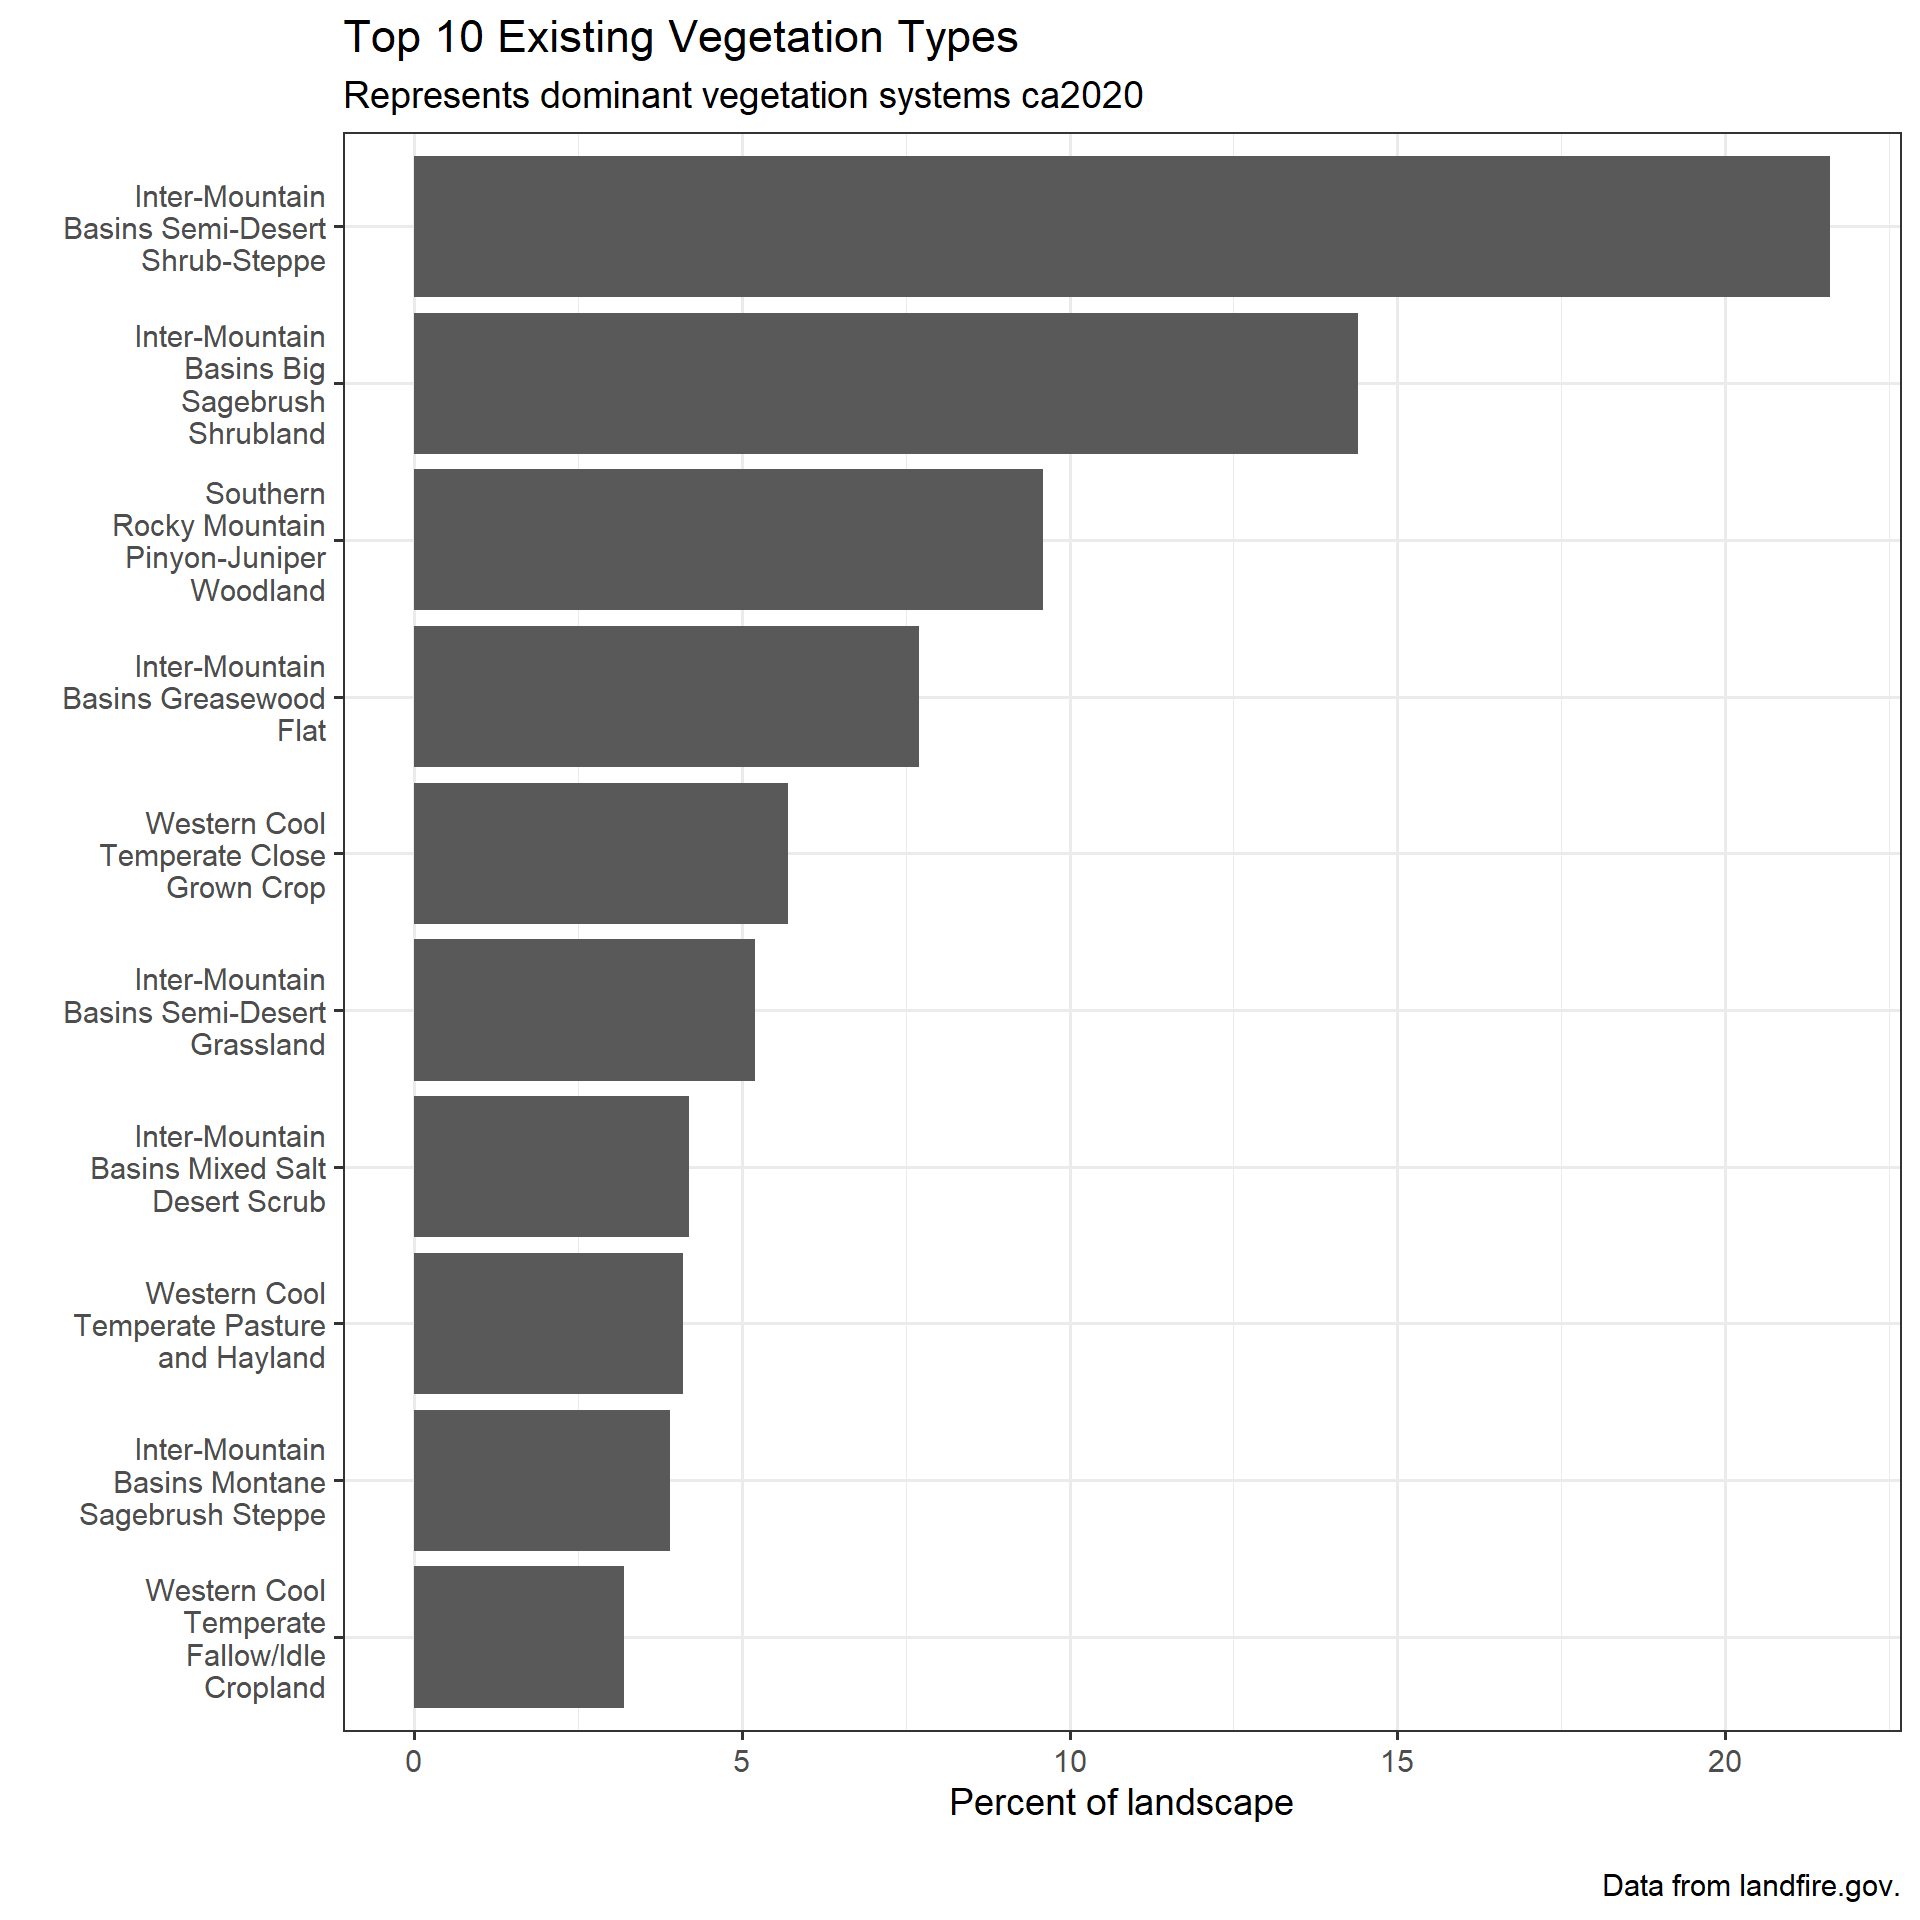 Top 10 Existing Vegetation Types
Represents dominant vegetation systems ca2020
Inter-Mountain
Basins Semi-Desert
Shrub-Steppe
Inter-Mountain
Basins Big
Sagebrush
Shrubland
Southern
Rocky Mountain
Pinyon-Juniper
Woodland
Inter-Mountain
Basins Greasewood
Flat
Western Cool
Temperate Close
Grown Crop
Inter-Mountain
Basins Semi-Desert
Grassland
Inter-Mountain
Basins Mixed Salt
Desert Scrub
Western Cool
Temperate Pasture
and Hayland
Inter-Mountain
Basins Montane
Sagebrush Steppe
Western Cool
Temperate
Fallow/Idle
Cropland
0 5 10 15 20
Percent of landscape
Data from landfire.gov.